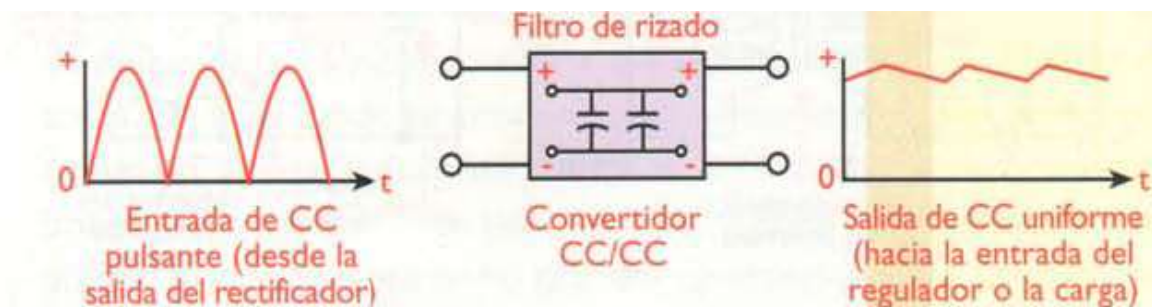 Filtro de rizado
+
0
t
Entrada de CC
pulsante (desde la
salida del rectificador)
+ +
- -
Convertidor
CC/CC
+
0
t
Salida de CC uniforme
(hacia la entrada del
regulador o la carga)